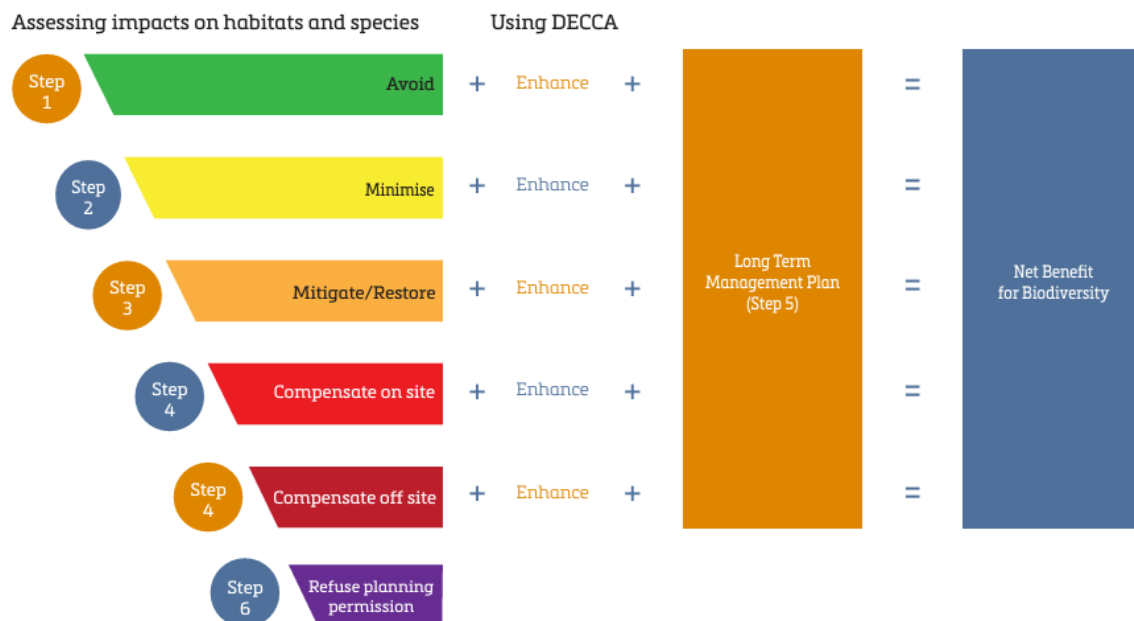 Assessing impacts on habitats and species
Using DECCA
Step
1
Avoid
+ Enhance +
=
Step
2
Minimise
+ Enhance +
=
Step
3
Mitigate/Restore
+ Enhance +
Long Term
Management Plan
(Step 5)
=
Net Benefit
for Biodiversity
Step
4
Compensate on site
+ Enhance +
=
Step
4
Compensate off site
+ Enhance +
=
Step
6
Refuse planning
permission